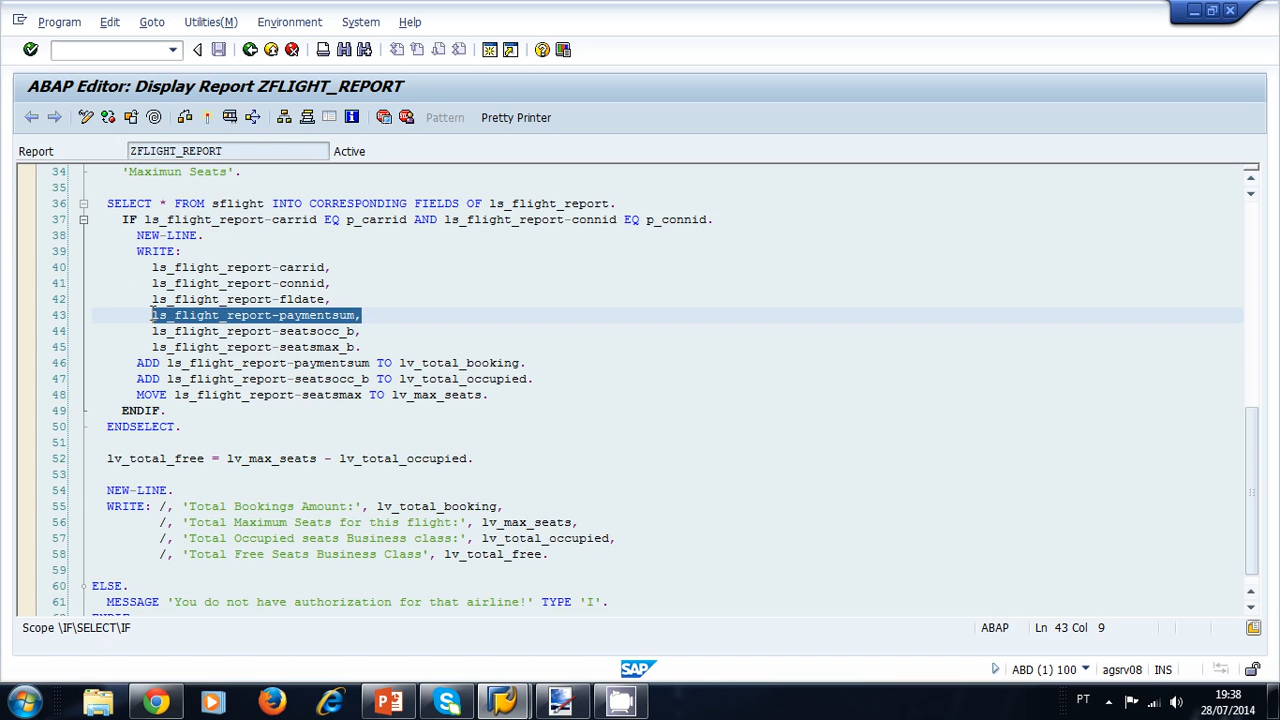 Program Edit Goto Utilities(M) Environment System Help
ABAP Editor: Display Report ZFLIGHT_REPORT
Pattern Pretty Printer
Report ZFLIGHT_REPORT Active
34 'Maximun Seats'.
35
36 SELECT * FROM sflight INTO CORRESPONDING FIELDS OF ls_flight_report.
37 IF ls_flight_report-carrid EQ p_carrid AND ls_flight_report-connid EQ p_connid.
38 NEW-LINE.
39 WRITE:
40 ls_flight_report-carrid,
41 ls_flight_report-connid,
42 ls_flight_report-fldate,
43 ls_flight_report-paymentsum,
44 ls_flight_report-seatsocc_b,
45 ls_flight_report-seatsmax_b.
46 ADD ls_flight_report-paymentsum TO lv_total_booking.
47 ADD ls_flight_report-seatsocc_b TO lv_total_occupied.
48 MOVE ls_flight_report-seatsmax TO lv_max_seats.
49 ENDIF.
50 ENDSELECT.
51
52 lv_total_free = lv_max_seats - lv_total_occupied.
53
54 NEW-LINE.
55 WRITE: /, 'Total Bookings Amount:', lv_total_booking,
56 /, 'Total Maximum Seats for this flight:', lv_max_seats,
57 /, 'Total Occupied seats Business class:', lv_total_occupied,
58 /, 'Total Free Seats Business Class', lv_total_free.
59
60 ELSE.
61 MESSAGE 'You do not have authorization for that airline!' TYPE 'I'.
Scope \IF\SELECT\IF ABAP Ln 43 Col 9
SAP ABD (1) 100 agsrv08 INS
PT 19:38
28/07/2014